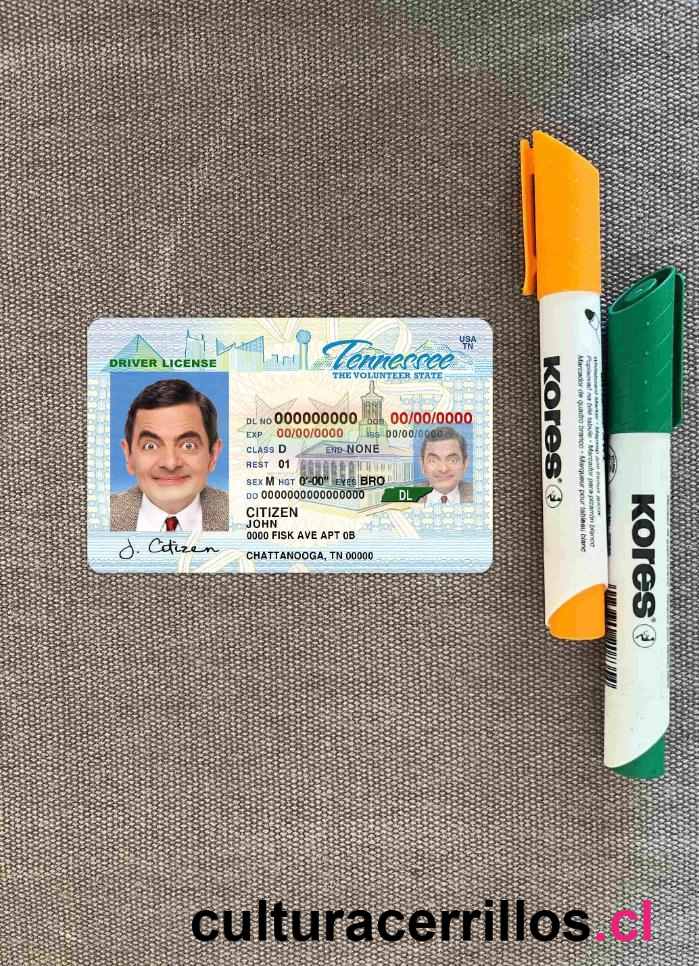 USA
TN
DRIVER LICENSE
Tennessee
THE VOLUNTEER STATE
DL NO 000000000 DOB 00/00/0000
EXP 00/00/0000 ISS 00/00/0000
CLASS D END NONE
REST 01
SEX M HGT 0'-00" EYES BRO
DD 0000000000000000
DL
CITIZEN
JOHN
0000 FISK AVE APT 0B
CHATTANOOGA, TN 00000
J. Citizen
kores
Marcador de quadro branco - Marqueur pour tableau blanc
kores
culturacerrillos.cl